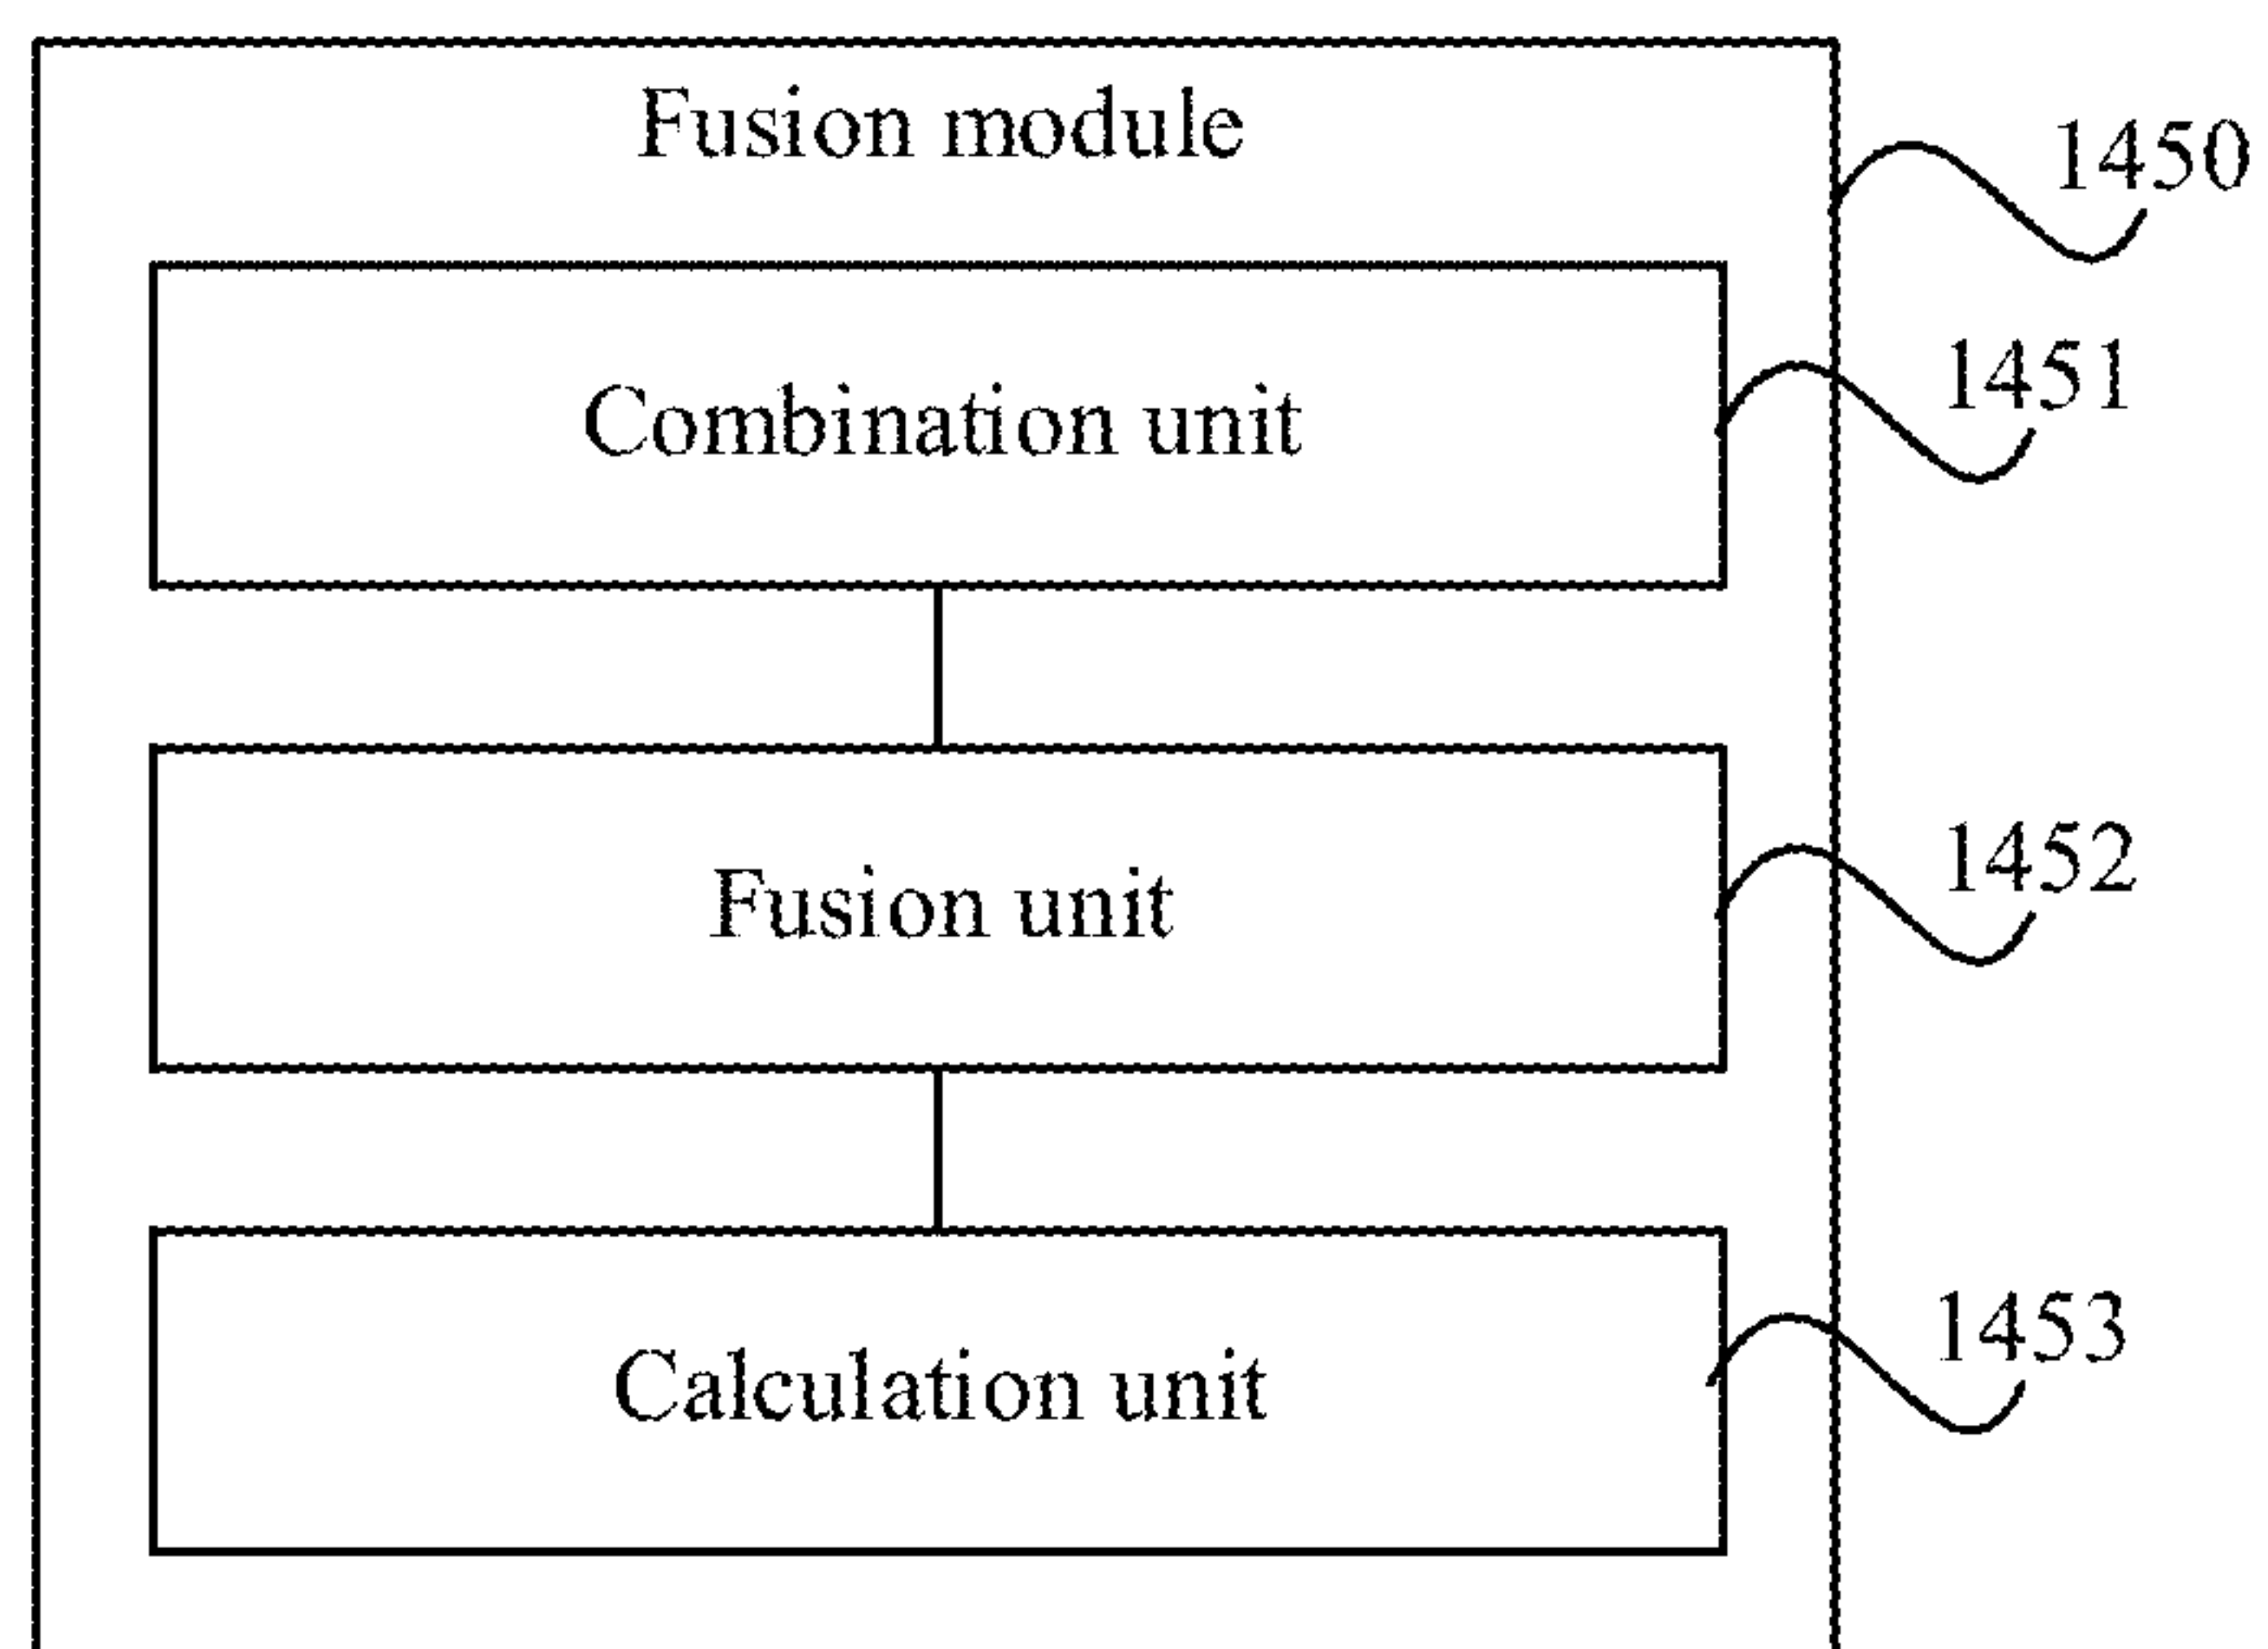 Fusion module
1450
Combination unit
1451
Fusion unit
1452
Calculation unit
1453